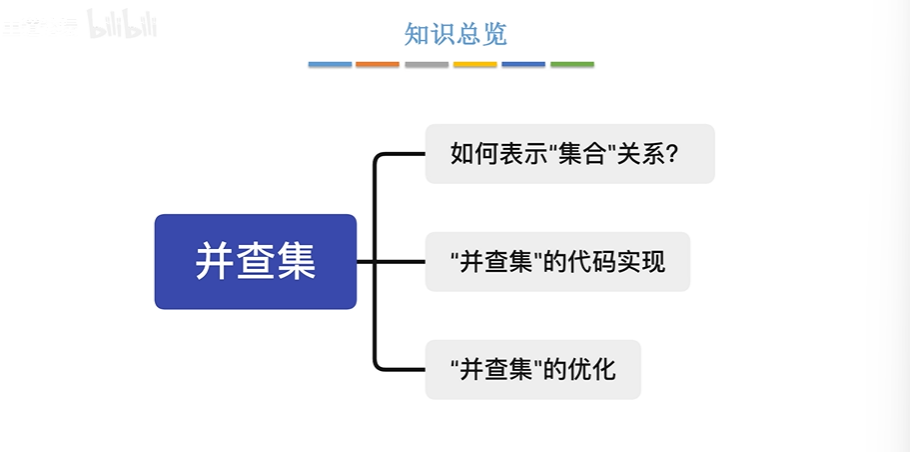 bilibili
知识总览
如何表示“集合"关系？
并查集
“并查集"的代码实现
“并查集"的优化